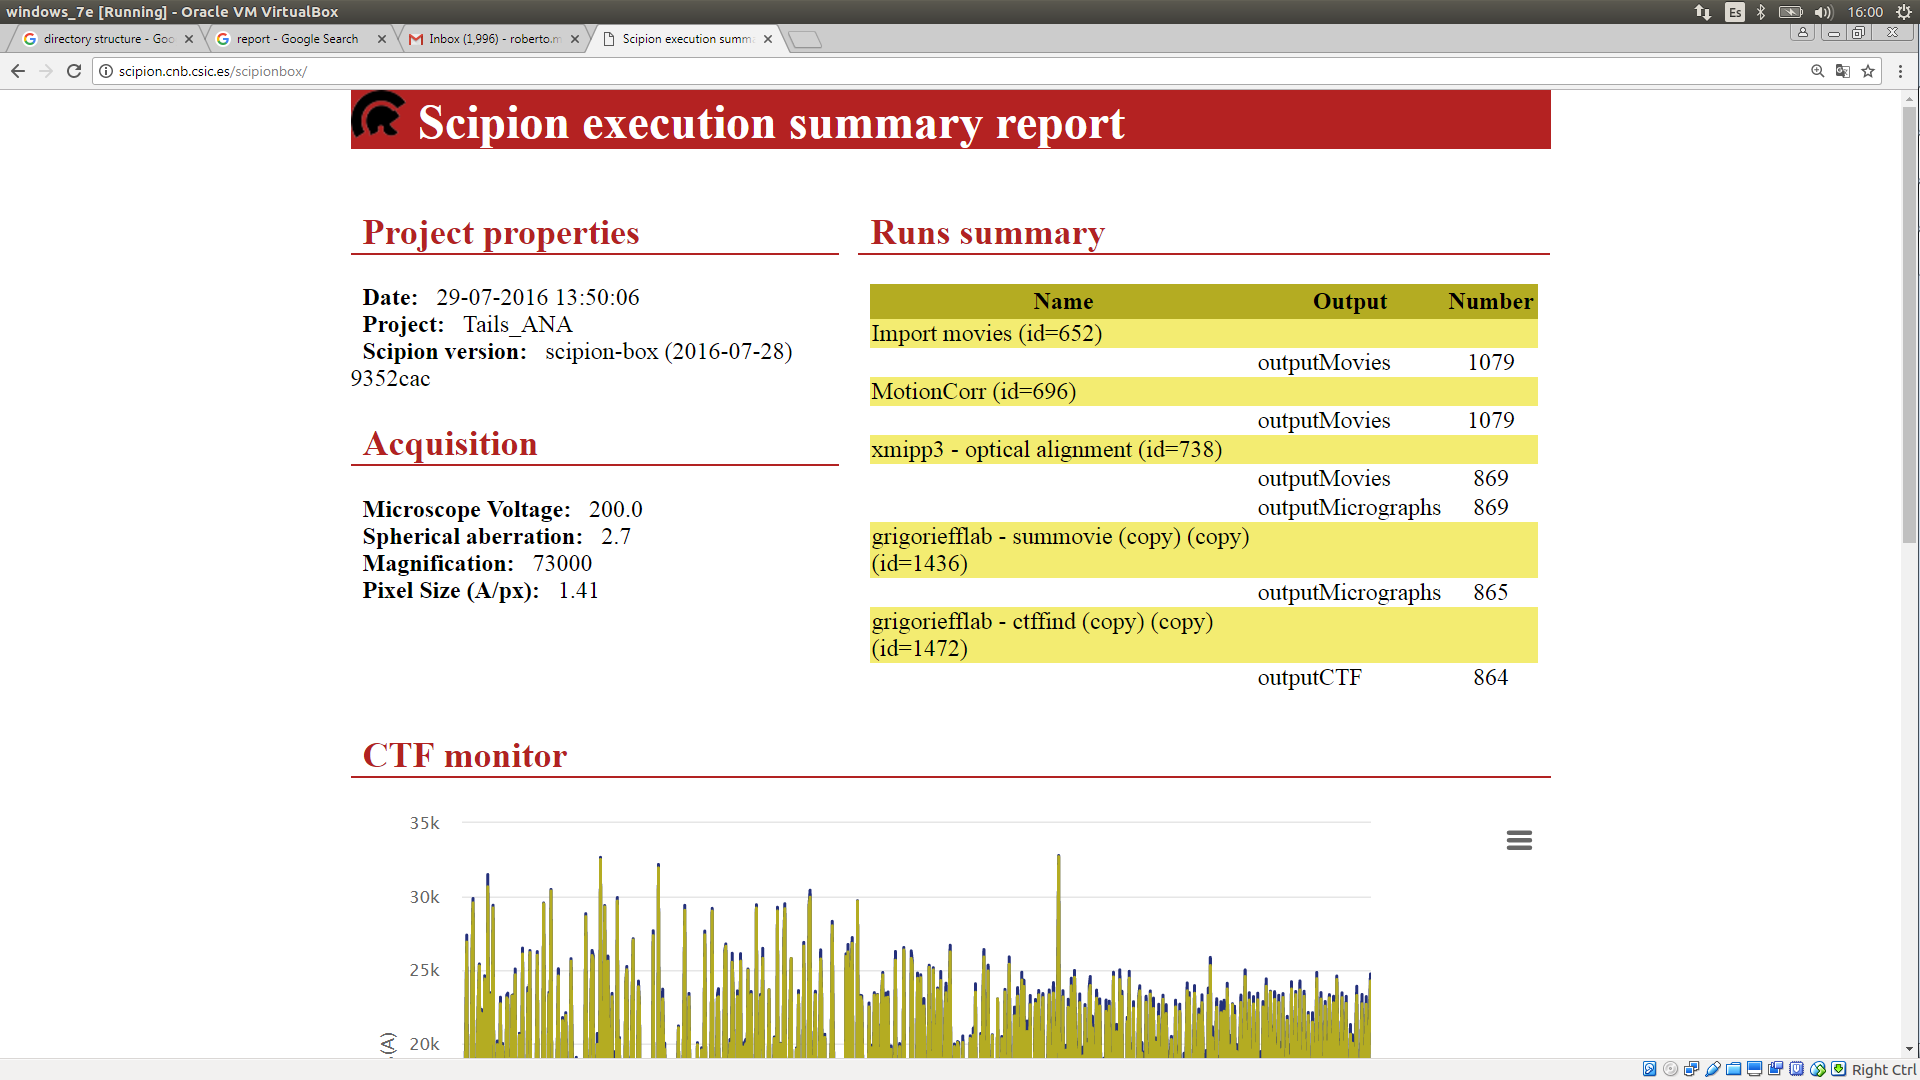 windows_7e [Running] - Oracle VM VirtualBox
Es
16:00
directory structure - Goo
report - Google Search
Inbox (1,996) - roberto.m
Scipion execution summa
scipion.cnb.csic.es/scipionbox/
Scipion execution summary report
Project properties
Date: 29-07-2016 13:50:06
Project: Tails_ANA
Scipion version: scipion-box (2016-07-28)
9352cac
Acquisition
Microscope Voltage: 200.0
Spherical aberration: 2.7
Magnification: 73000
Pixel Size (A/px): 1.41
Runs summary
Name Output Number
Import movies (id=652)
outputMovies 1079
MotionCorr (id=696)
outputMovies 1079
xmipp3 - optical alignment (id=738)
outputMovies 869
outputMicrographs 869
grigoriefflab - summovie (copy) (copy)
(id=1436)
outputMicrographs 865
grigoriefflab - ctffind (copy) (copy)
(id=1472)
outputCTF 864
CTF monitor
35k
30k
25k
20k
(A)
Right Ctrl